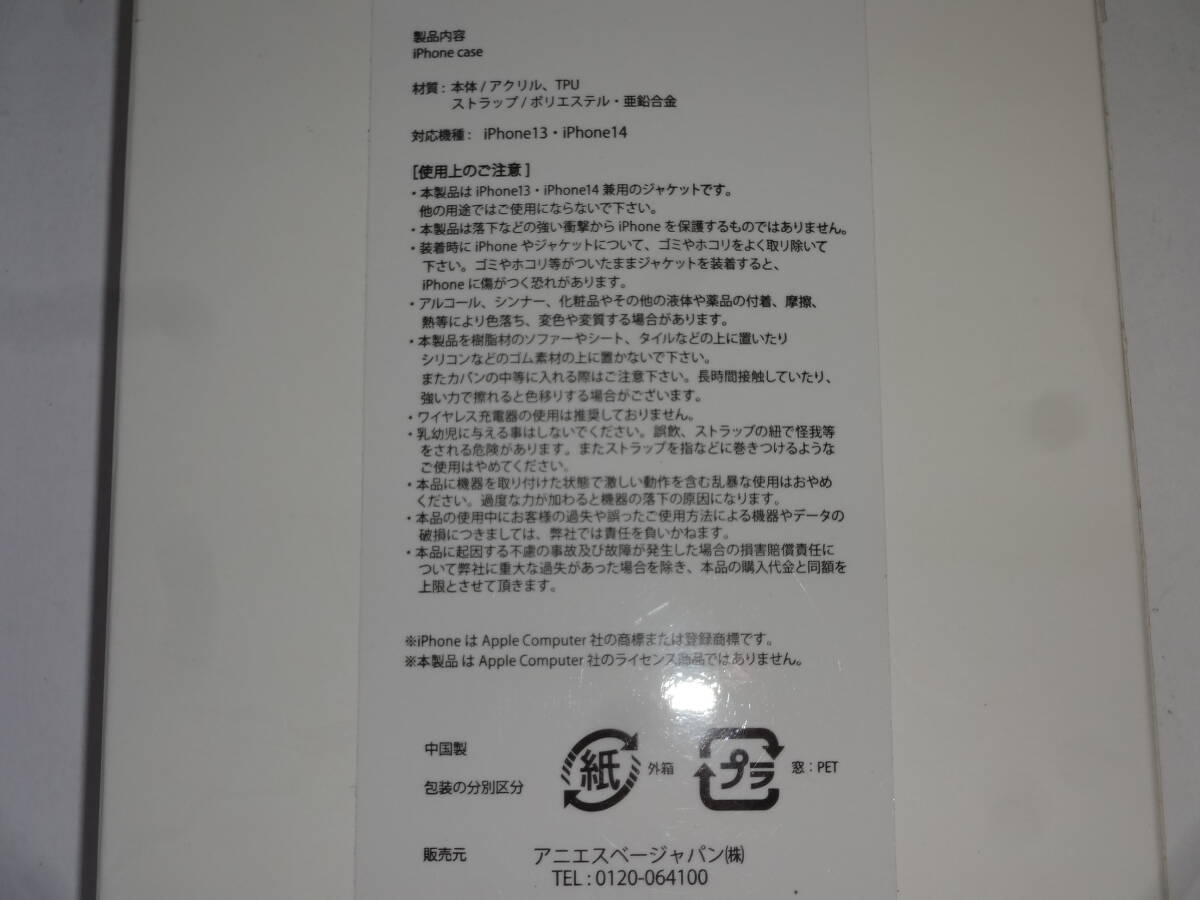 製品内容
iPhone case
材質 : 本体 / アクリル、TPU
ストラップ / ポリエステル・亜鉛合金
対応機種 : iPhone13・iPhone14
[使用上のご注意]
・本製品は iPhone13・iPhone14 兼用のジャケットです。
他の用途ではご使用にならないで下さい。
・本製品は落下などの強い衝撃から iPhone を保護するものではありません。
・装着時に iPhone やジャケットについて、ゴミやホコリをよく取り除いて
下さい。ゴミやホコリ等がついたままジャケットを装着すると、
iPhone に傷がつく恐れがあります。
・アルコール、シンナー、化粧品やその他の液体や薬品の付着、摩擦、
熱等により色落ち、変色や変質する場合があります。
・本製品を樹脂材のソファーやシート、タイルなどの上に置いたり
シリコンなどのゴム素材の上に置かないで下さい。
またカバンの中等に入れる際はご注意下さい。長時間接触していたり、
強い力で擦れると色移りする場合がございます。
・ワイヤレス充電器の使用は推奨しておりません。
・乳幼児に与える事はしないでください。誤飲、ストラップの紐で怪我等
をされる危険があります。またストラップを指などに巻きつけるような
ご使用はやめてください。
・本品に機器を取り付けた状態で激しい動作を含む乱暴な使用はおやめ
ください。過度な力が加わると機器の落下の原因になります。
・本品の使用中にお客様の過失や誤ったご使用方法による機器やデータの
破損につきましては、弊社では責任を負いかねます。
・本品に起因する不慮の事故及び故障が発生した場合の損害賠償責任に
ついて弊社に重大な過失があった場合を除き、本品の購入代金と同額を
上限とさせて頂きます。
※iPhone は Apple Computer 社の商標または登録商標です。
※本製品 は Apple Computer 社のライセンス商品ではありません。
中国製
包装の分別区分
紙 外箱 プラ 窓 : PET
販売元 アニエスベージャパン(株)
TEL : 0120-064100